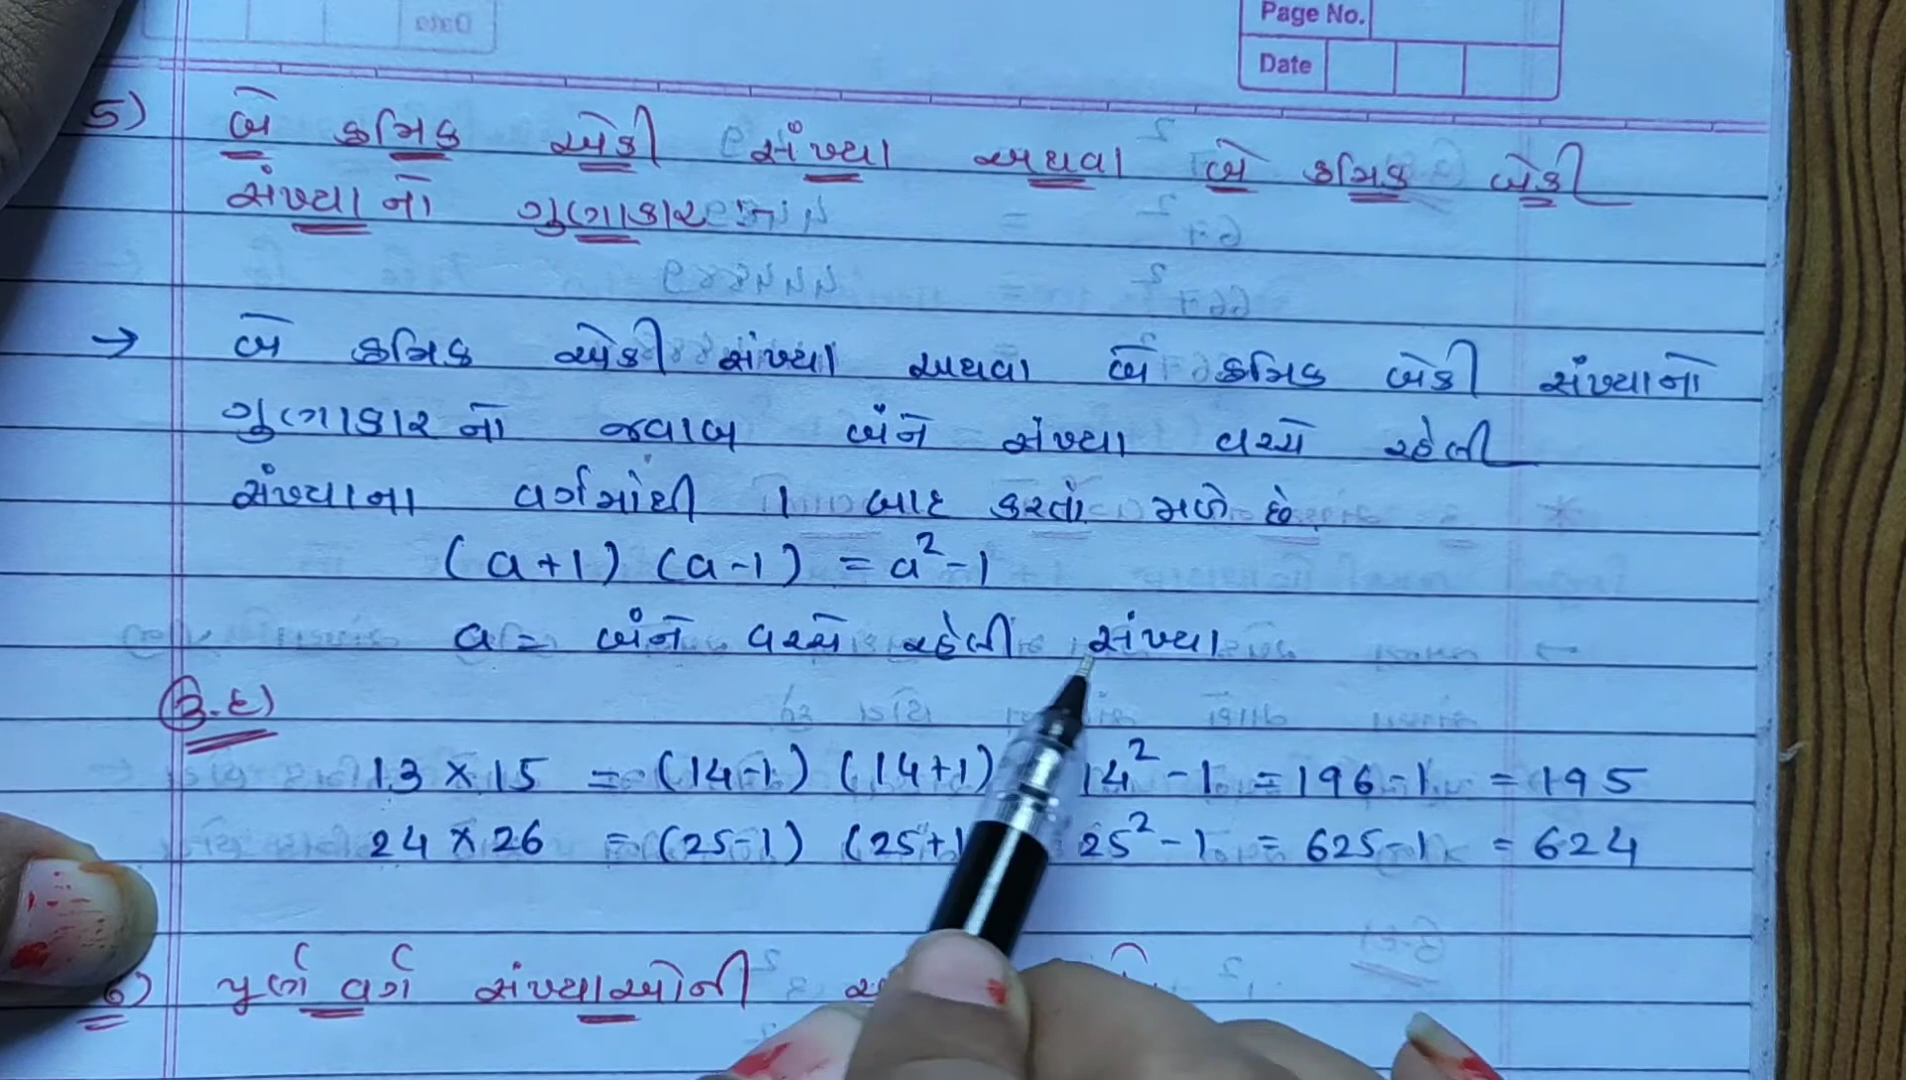 Page No.
Date
5) બે ક્રમિક એકી સંખ્યા અથવા બે ક્રમિક બેકી
સંખ્યાનો ગુણાકાર :-
→ બે ક્રમિક એકી સંખ્યા અથવા બે ક્રમિક બેકી સંખ્યાનો
ગુણાકારનો જવાબ બંને સંખ્યા વચ્ચે રહેલી
સંખ્યાના વર્ગમાંથી 1 બાદ કરતાં મળે છે.
(a+1) (a-1) = a²-1
a = બંને વચ્ચે રહેલી સંખ્યા
ઉ.દા)
13 × 15 = (14-1) (14+1) 14²-1 = 196-1 = 195
24 × 26 = (25-1) (25+1 25²-1 = 625-1 = 624
6) પૂર્ણ વર્ગ સંખ્યાઓની